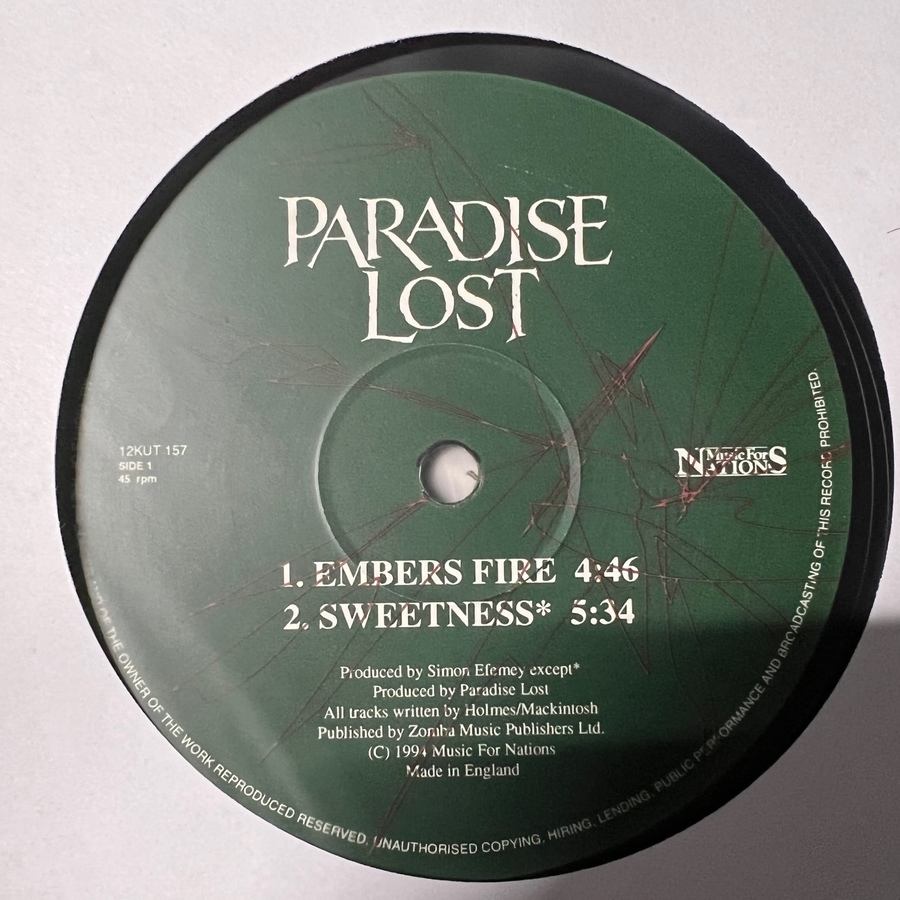 PARADISE
LOST
12KUT 157
SIDE 1
45 rpm
Music For
NATIONS
1. EMBERS FIRE 4:46
2. SWEETNESS* 5:34
Produced by Simon Efemey except*
Produced by Paradise Lost
All tracks written by Holmes/Mackintosh
Published by Zomba Music Publishers Ltd.
(C) 1994 Music For Nations
Made in England
OF THE OWNER OF THE WORK REPRODUCED RESERVED. UNAUTHORISED COPYING, HIRING, LENDING, PUBLIC PERFORMANCE AND BROADCASTING OF THIS RECORD PROHIBITED.